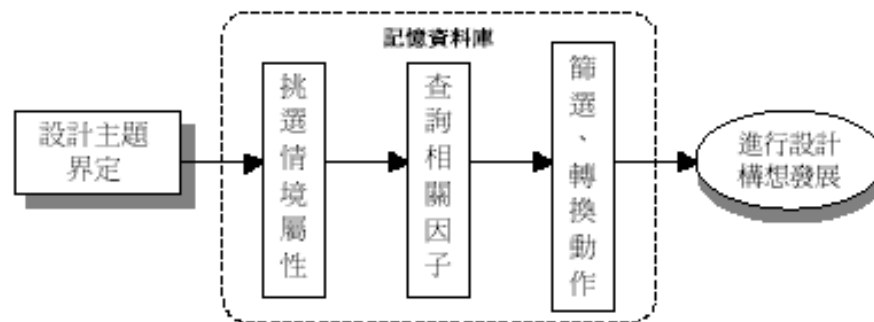 記憶資料庫
設計主題
界定
挑選情境屬性
查詢相關因子
篩選、轉換動作
進行設計
構想發展